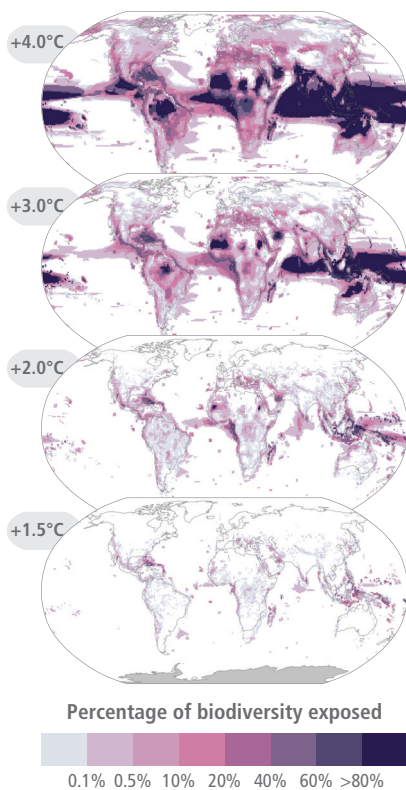 +4.0°C
+3.0°C
+2.0°C
+1.5°C
Percentage of biodiversity exposed
0.1% 0.5% 10% 20% 40% 60% >80%